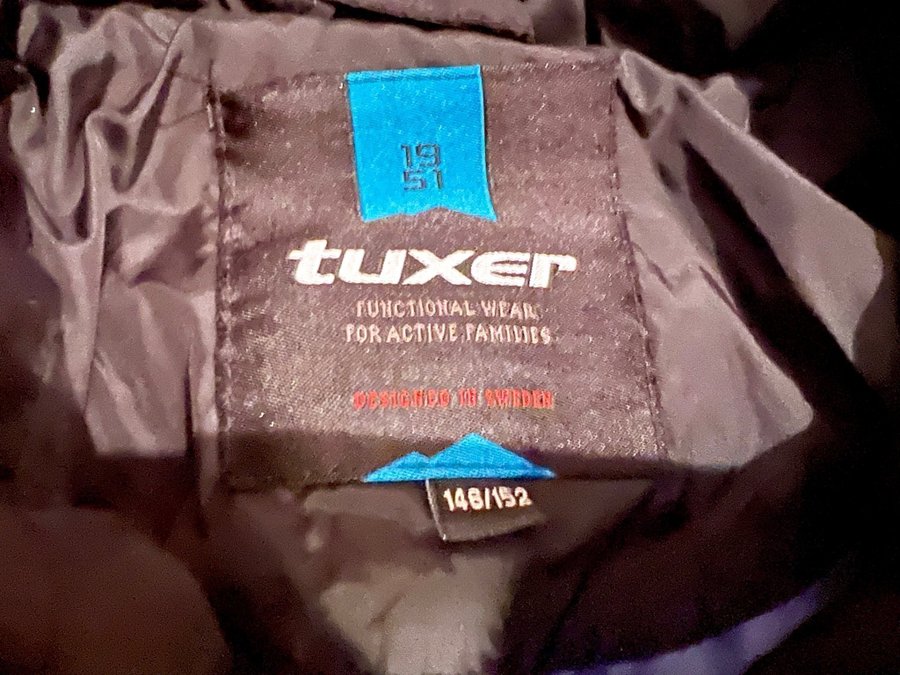 19
51
tuxer
FUNCTIONAL WEAR
FOR ACTIVE FAMILIES
DESIGNED IN SWEDEN
146/152